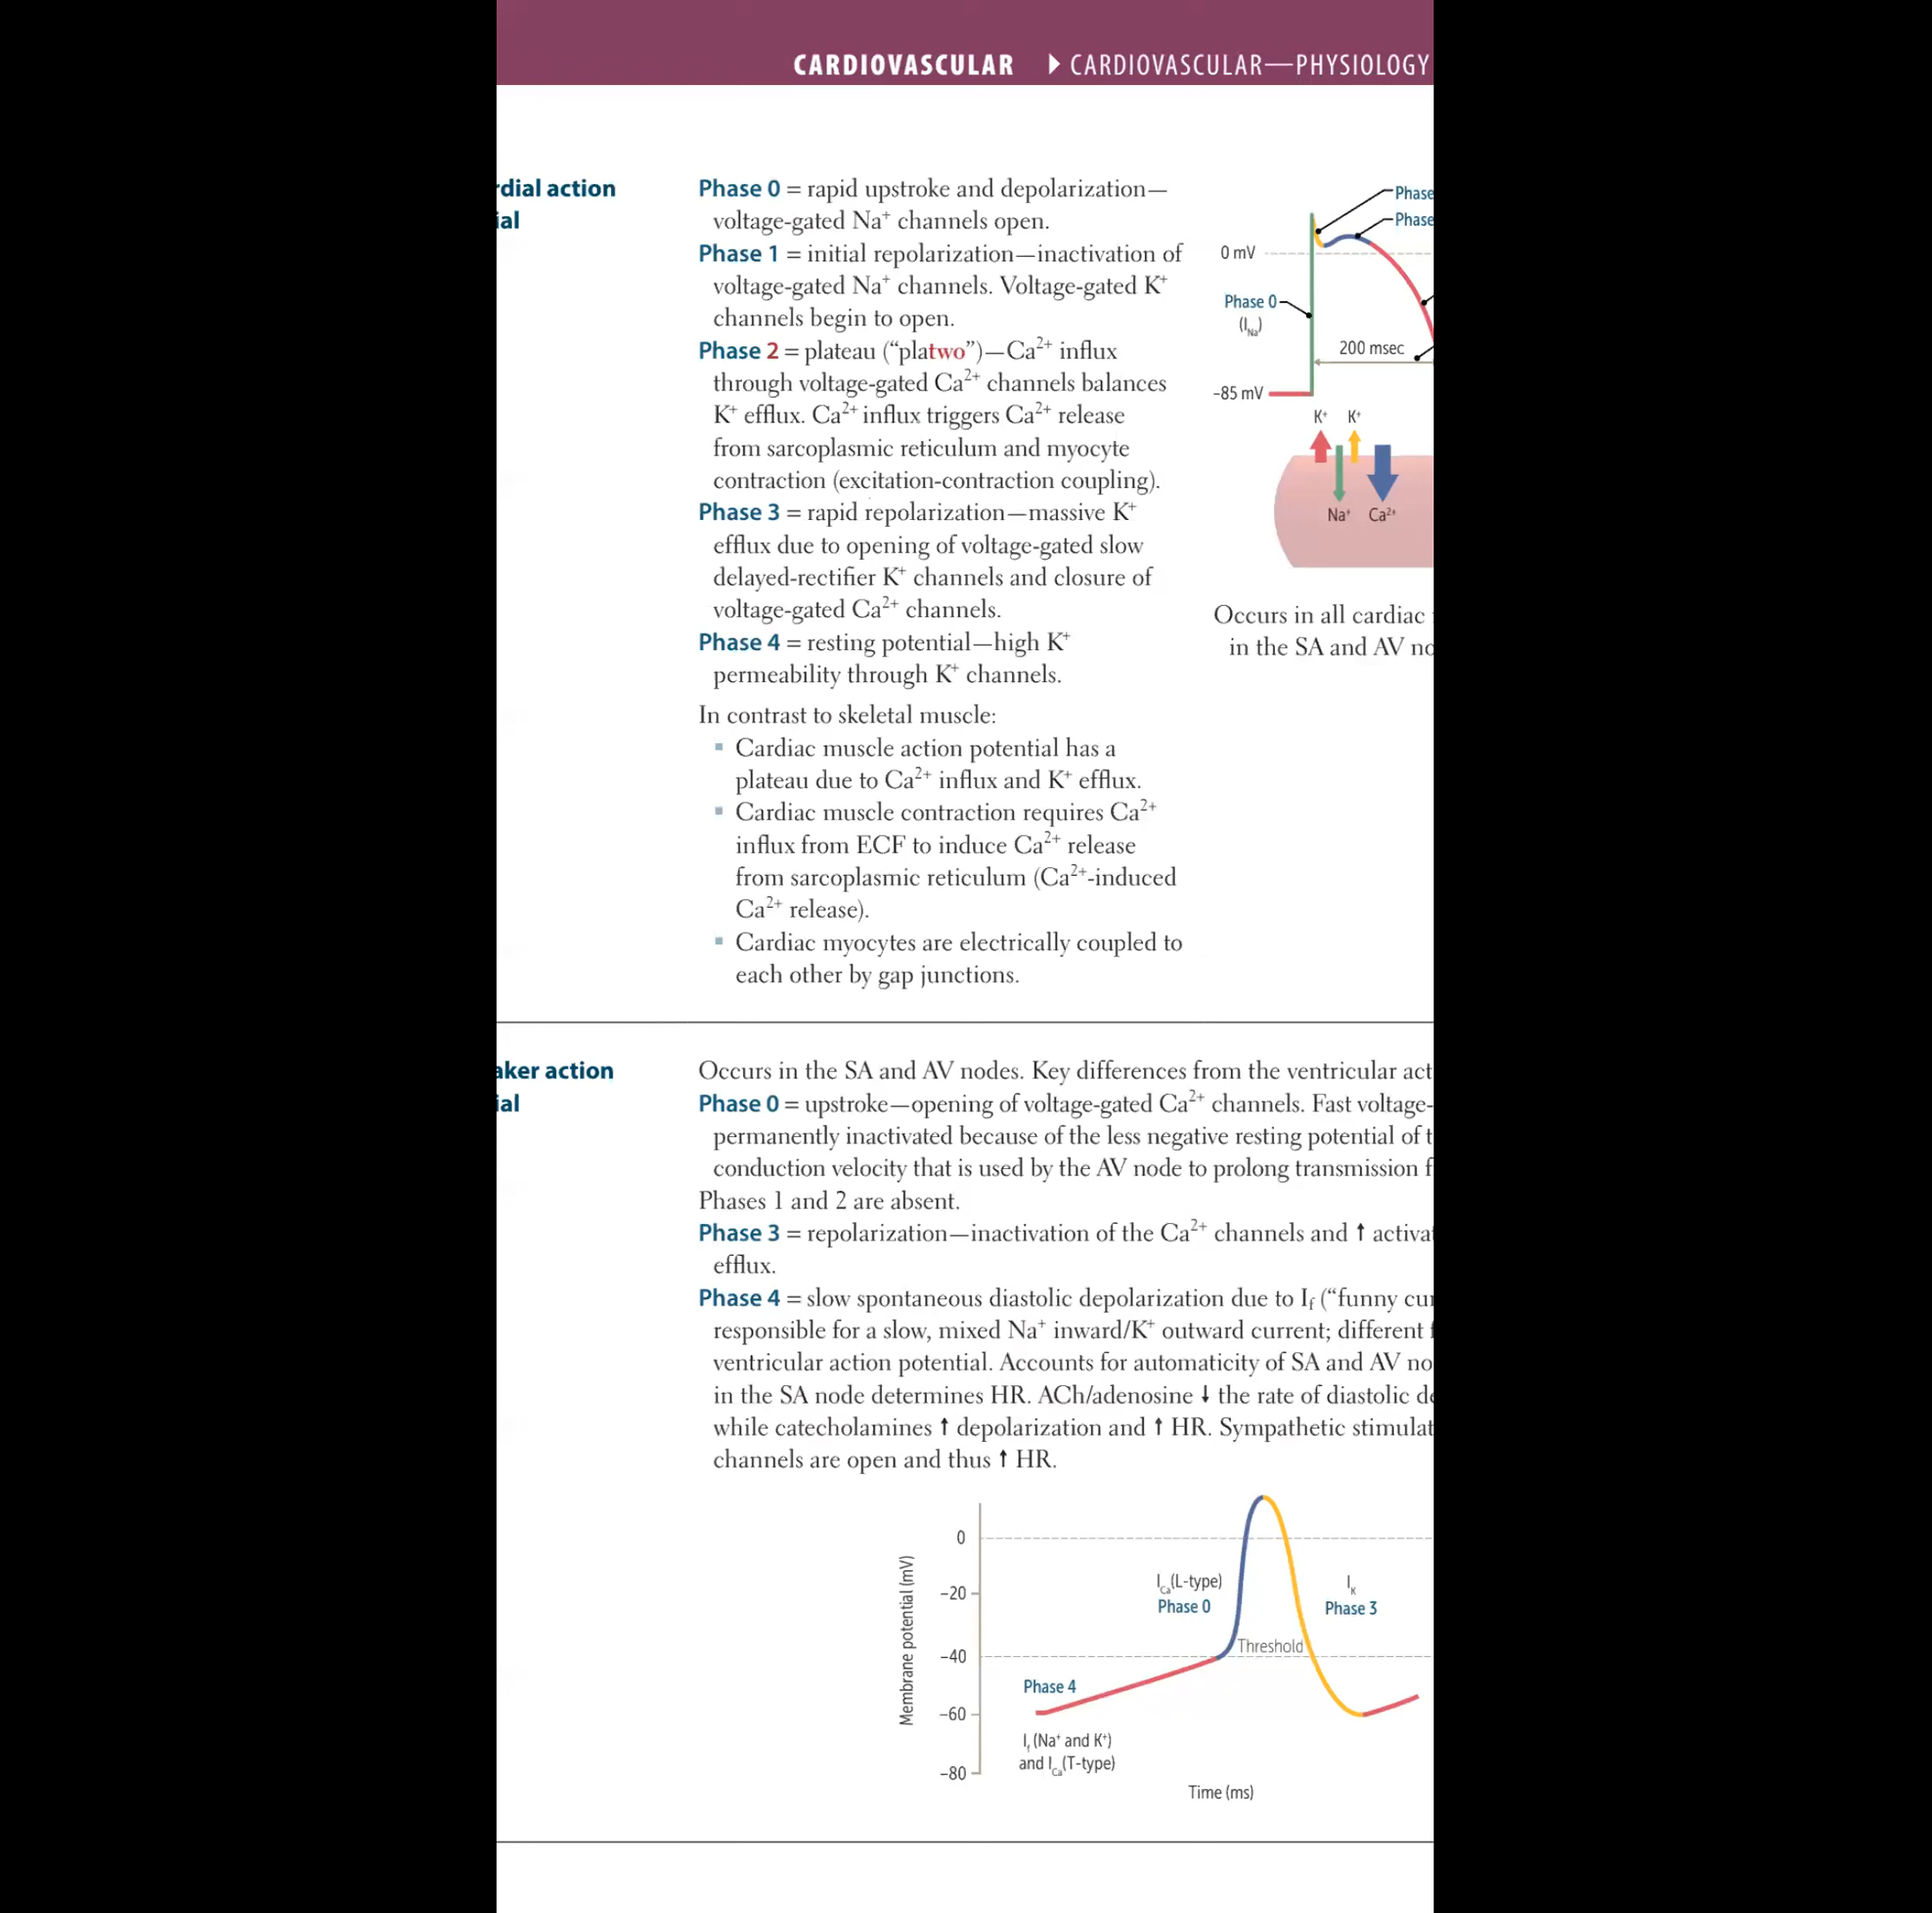 CARDIOVASCULAR ▶ CARDIOVASCULAR—PHYSIOLOGY
rdial action
ial
Phase 0 = rapid upstroke and depolarization—
voltage-gated Na⁺ channels open.
Phase 1 = initial repolarization—inactivation of
voltage-gated Na⁺ channels. Voltage-gated K⁺
channels begin to open.
Phase 2 = plateau (“platwo”)—Ca²⁺ influx
through voltage-gated Ca²⁺ channels balances
K⁺ efflux. Ca²⁺ influx triggers Ca²⁺ release
from sarcoplasmic reticulum and myocyte
contraction (excitation-contraction coupling).
Phase 3 = rapid repolarization—massive K⁺
efflux due to opening of voltage-gated slow
delayed-rectifier K⁺ channels and closure of
voltage-gated Ca²⁺ channels.
Phase 4 = resting potential—high K⁺
permeability through K⁺ channels.
In contrast to skeletal muscle:
▪ Cardiac muscle action potential has a
plateau due to Ca²⁺ influx and K⁺ efflux.
▪ Cardiac muscle contraction requires Ca²⁺
influx from ECF to induce Ca²⁺ release
from sarcoplasmic reticulum (Ca²⁺-induced
Ca²⁺ release).
▪ Cardiac myocytes are electrically coupled to
each other by gap junctions.
Phase
Phase
0 mV
Phase 0
(I_Na)
200 msec
–85 mV
K⁺ K⁺
Na⁺ Ca²⁺
Occurs in all cardiac
in the SA and AV no
aker action
ial
Occurs in the SA and AV nodes. Key differences from the ventricular act
Phase 0 = upstroke—opening of voltage-gated Ca²⁺ channels. Fast voltage-
permanently inactivated because of the less negative resting potential of t
conduction velocity that is used by the AV node to prolong transmission f
Phases 1 and 2 are absent.
Phase 3 = repolarization—inactivation of the Ca²⁺ channels and ↑ activa
efflux.
Phase 4 = slow spontaneous diastolic depolarization due to I_f (“funny cur
responsible for a slow, mixed Na⁺ inward/K⁺ outward current; different
ventricular action potential. Accounts for automaticity of SA and AV no
in the SA node determines HR. ACh/adenosine ↓ the rate of diastolic de
while catecholamines ↑ depolarization and ↑ HR. Sympathetic stimulat
channels are open and thus ↑ HR.
Membrane potential (mV)
0
–20
–40
–60
–80
I_Ca (L-type)
Phase 0
I_K
Phase 3
Threshold
Phase 4
I_f (Na⁺ and K⁺)
and I_Ca (T-type)
Time (ms)